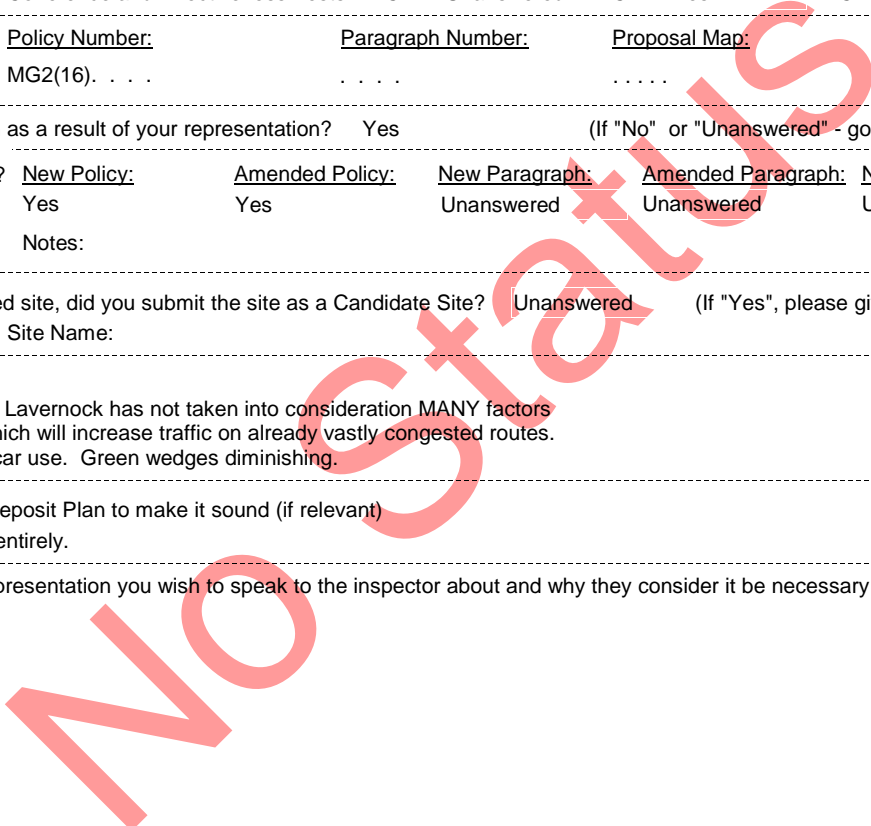 Policy Number: Paragraph Number: Proposal Map:
MG2(16). . . . . . . . . . . . .
as a result of your representation? Yes (If "No" or "Unanswered" - go
? New Policy: Amended Policy: New Paragraph: Amended Paragraph: N
Yes Yes Unanswered Unanswered U
Notes:
ed site, did you submit the site as a Candidate Site? Unanswered (If "Yes", please gi
Site Name:
Lavernock has not taken into consideration MANY factors
hich will increase traffic on already vastly congested routes.
car use. Green wedges diminishing.
eposit Plan to make it sound (if relevant)
entirely.
presentation you wish to speak to the inspector about and why they consider it be necessary
No Status